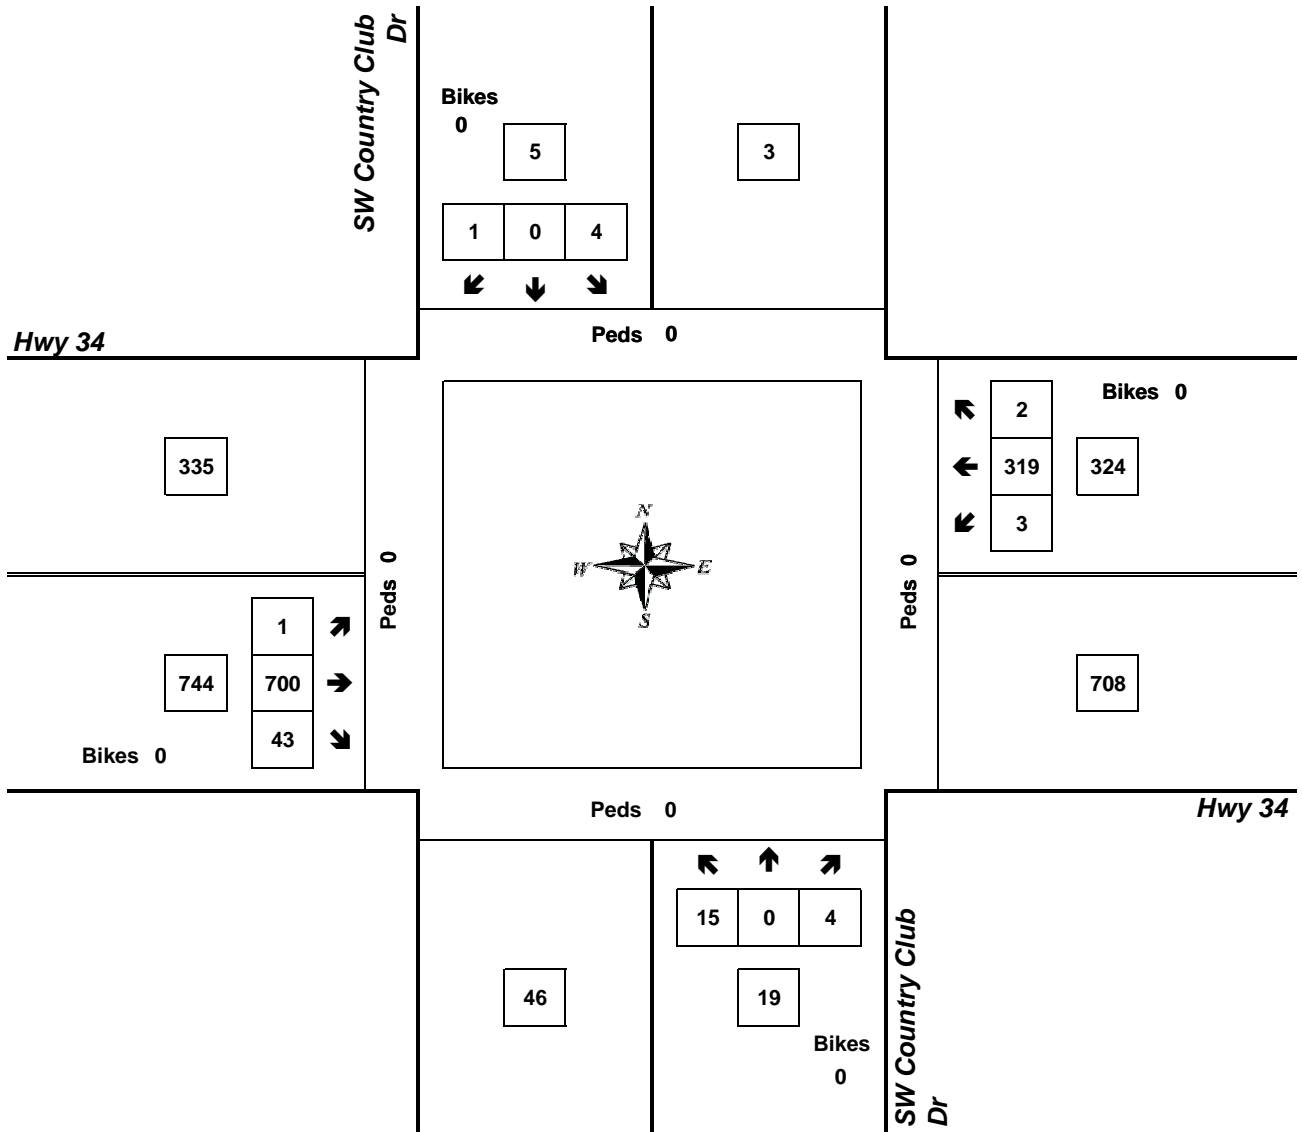 SW Country Club
Dr
Bikes
0
5
3
1 0 4
Peds 0
Hwy 34
335
2
319
3
324
Bikes 0
Peds 0
N
W E
S
Peds 0
1
700
43
744
Bikes 0
708
Hwy 34
Peds 0
15 0 4
46
19
Bikes
0
SW Country Club
Dr